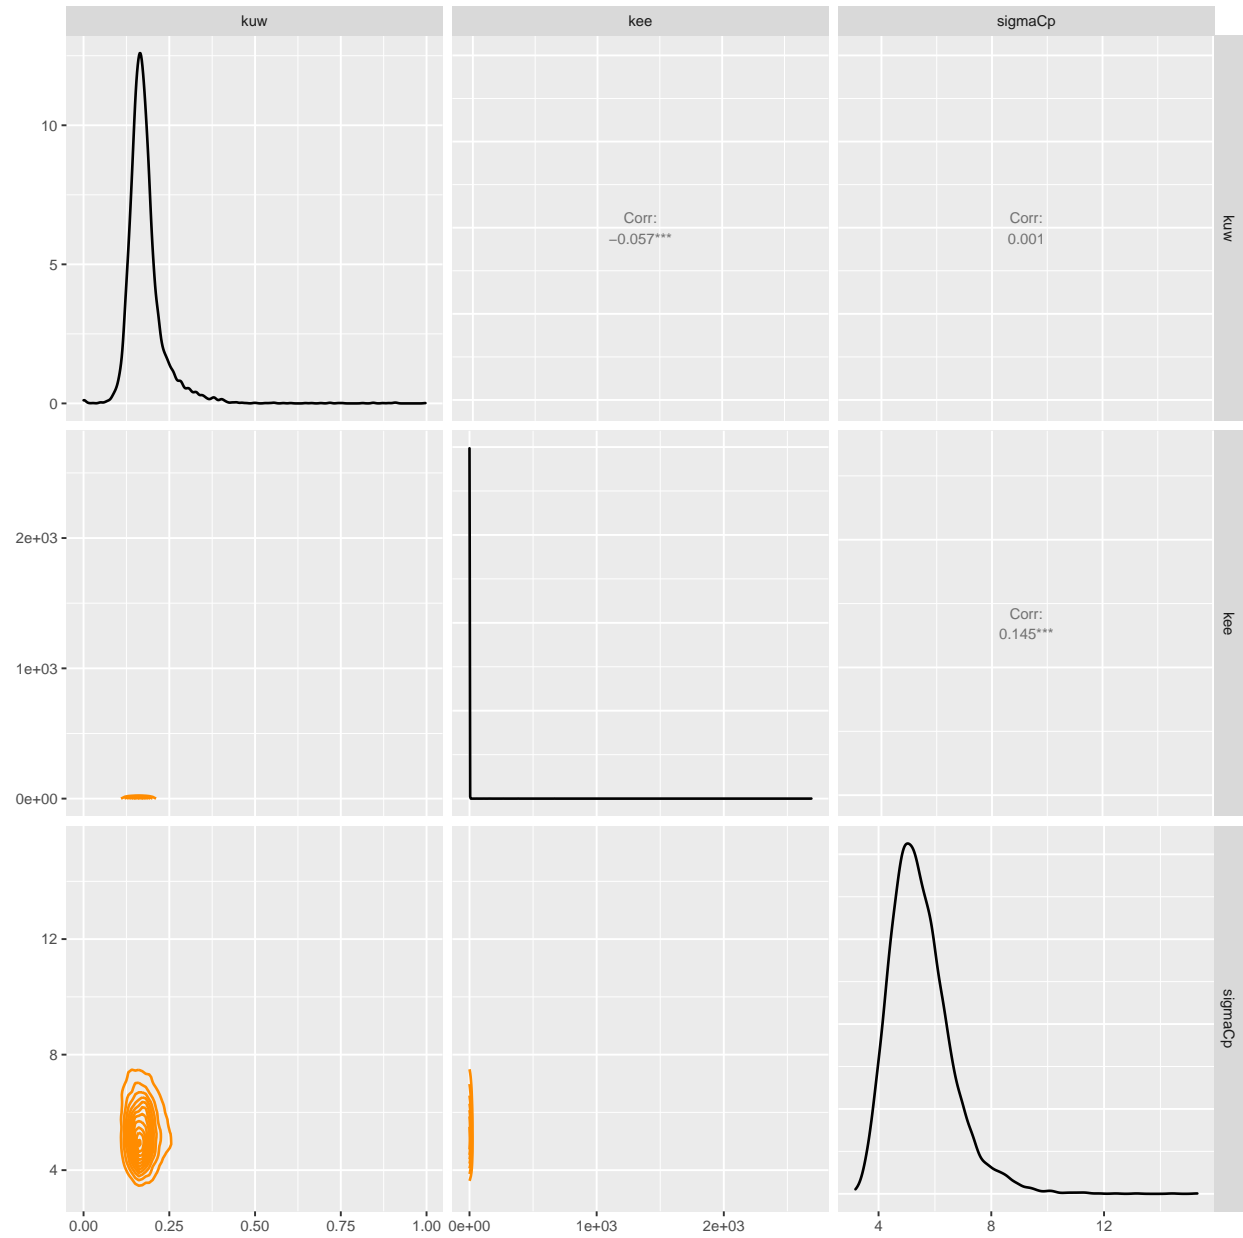 kuw kee sigmaCp
10
5
0
Corr:
−0.057***
Corr:
0.001
kuw
2e+03
1e+03
0e+00
Corr:
0.145***
kee
12
8
4
sigmaCp
0.00 0.25 0.50 0.75 1.00 0e+00 1e+03 2e+03 4 8 12